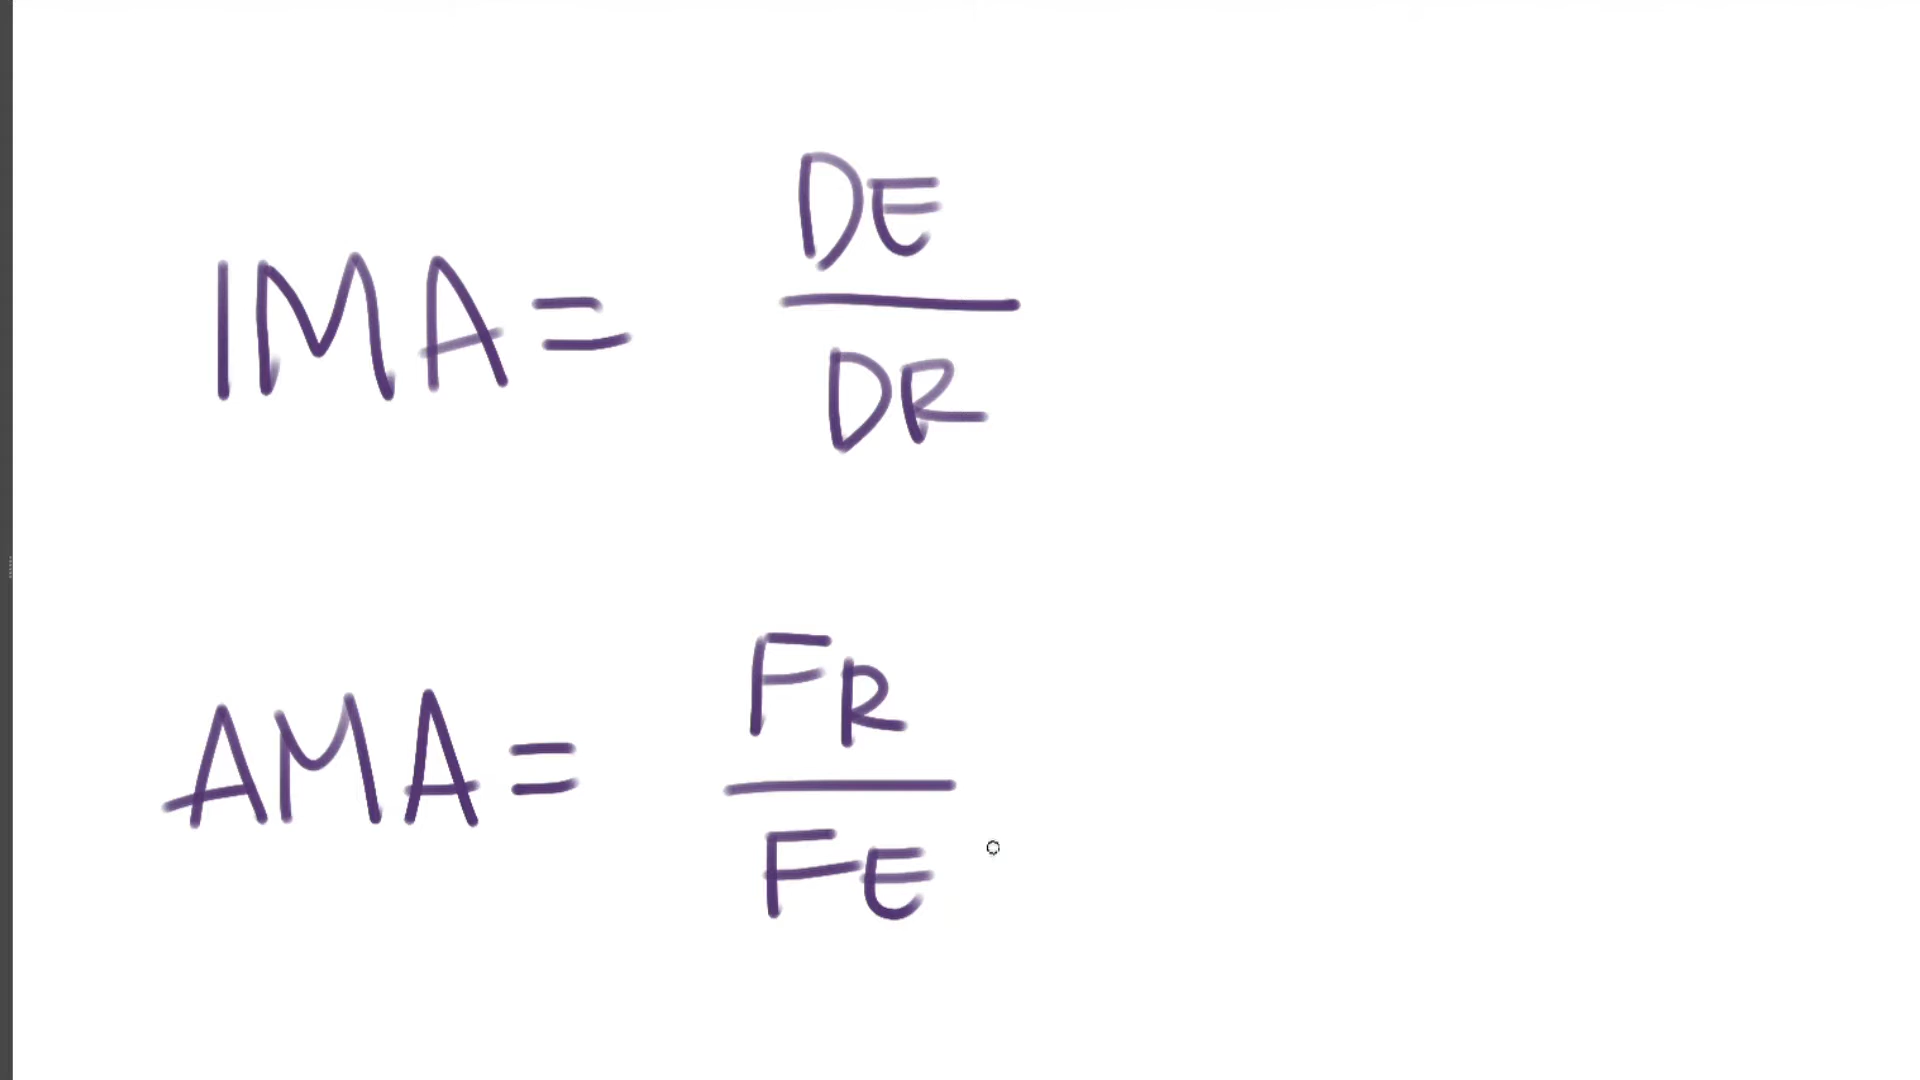 IMA = DE
DR
AMA = FR
FE